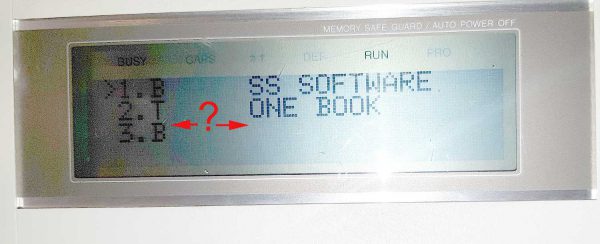 MEMORY SAFE GUARD / AUTO POWER OFF
BUSY CAPS DEF RUN PRO
>1.B SS SOFTWARE
2.T ONE BOOK
3.B
?